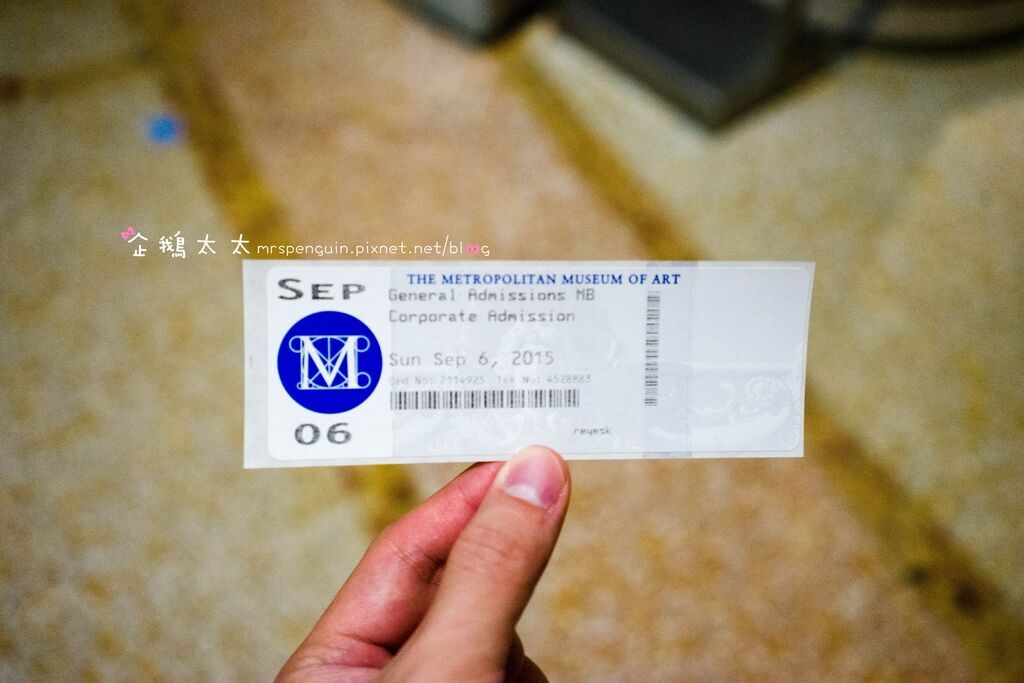 企鵝太太 mrspenguin.pixnet.net/blog
THE METROPOLITAN MUSEUM OF ART
SEP
General Admissions MB
Corporate Admission
M
Sun Sep 6, 2015
Ord No: 2114925 Tck No: 4528883
06
reyesk